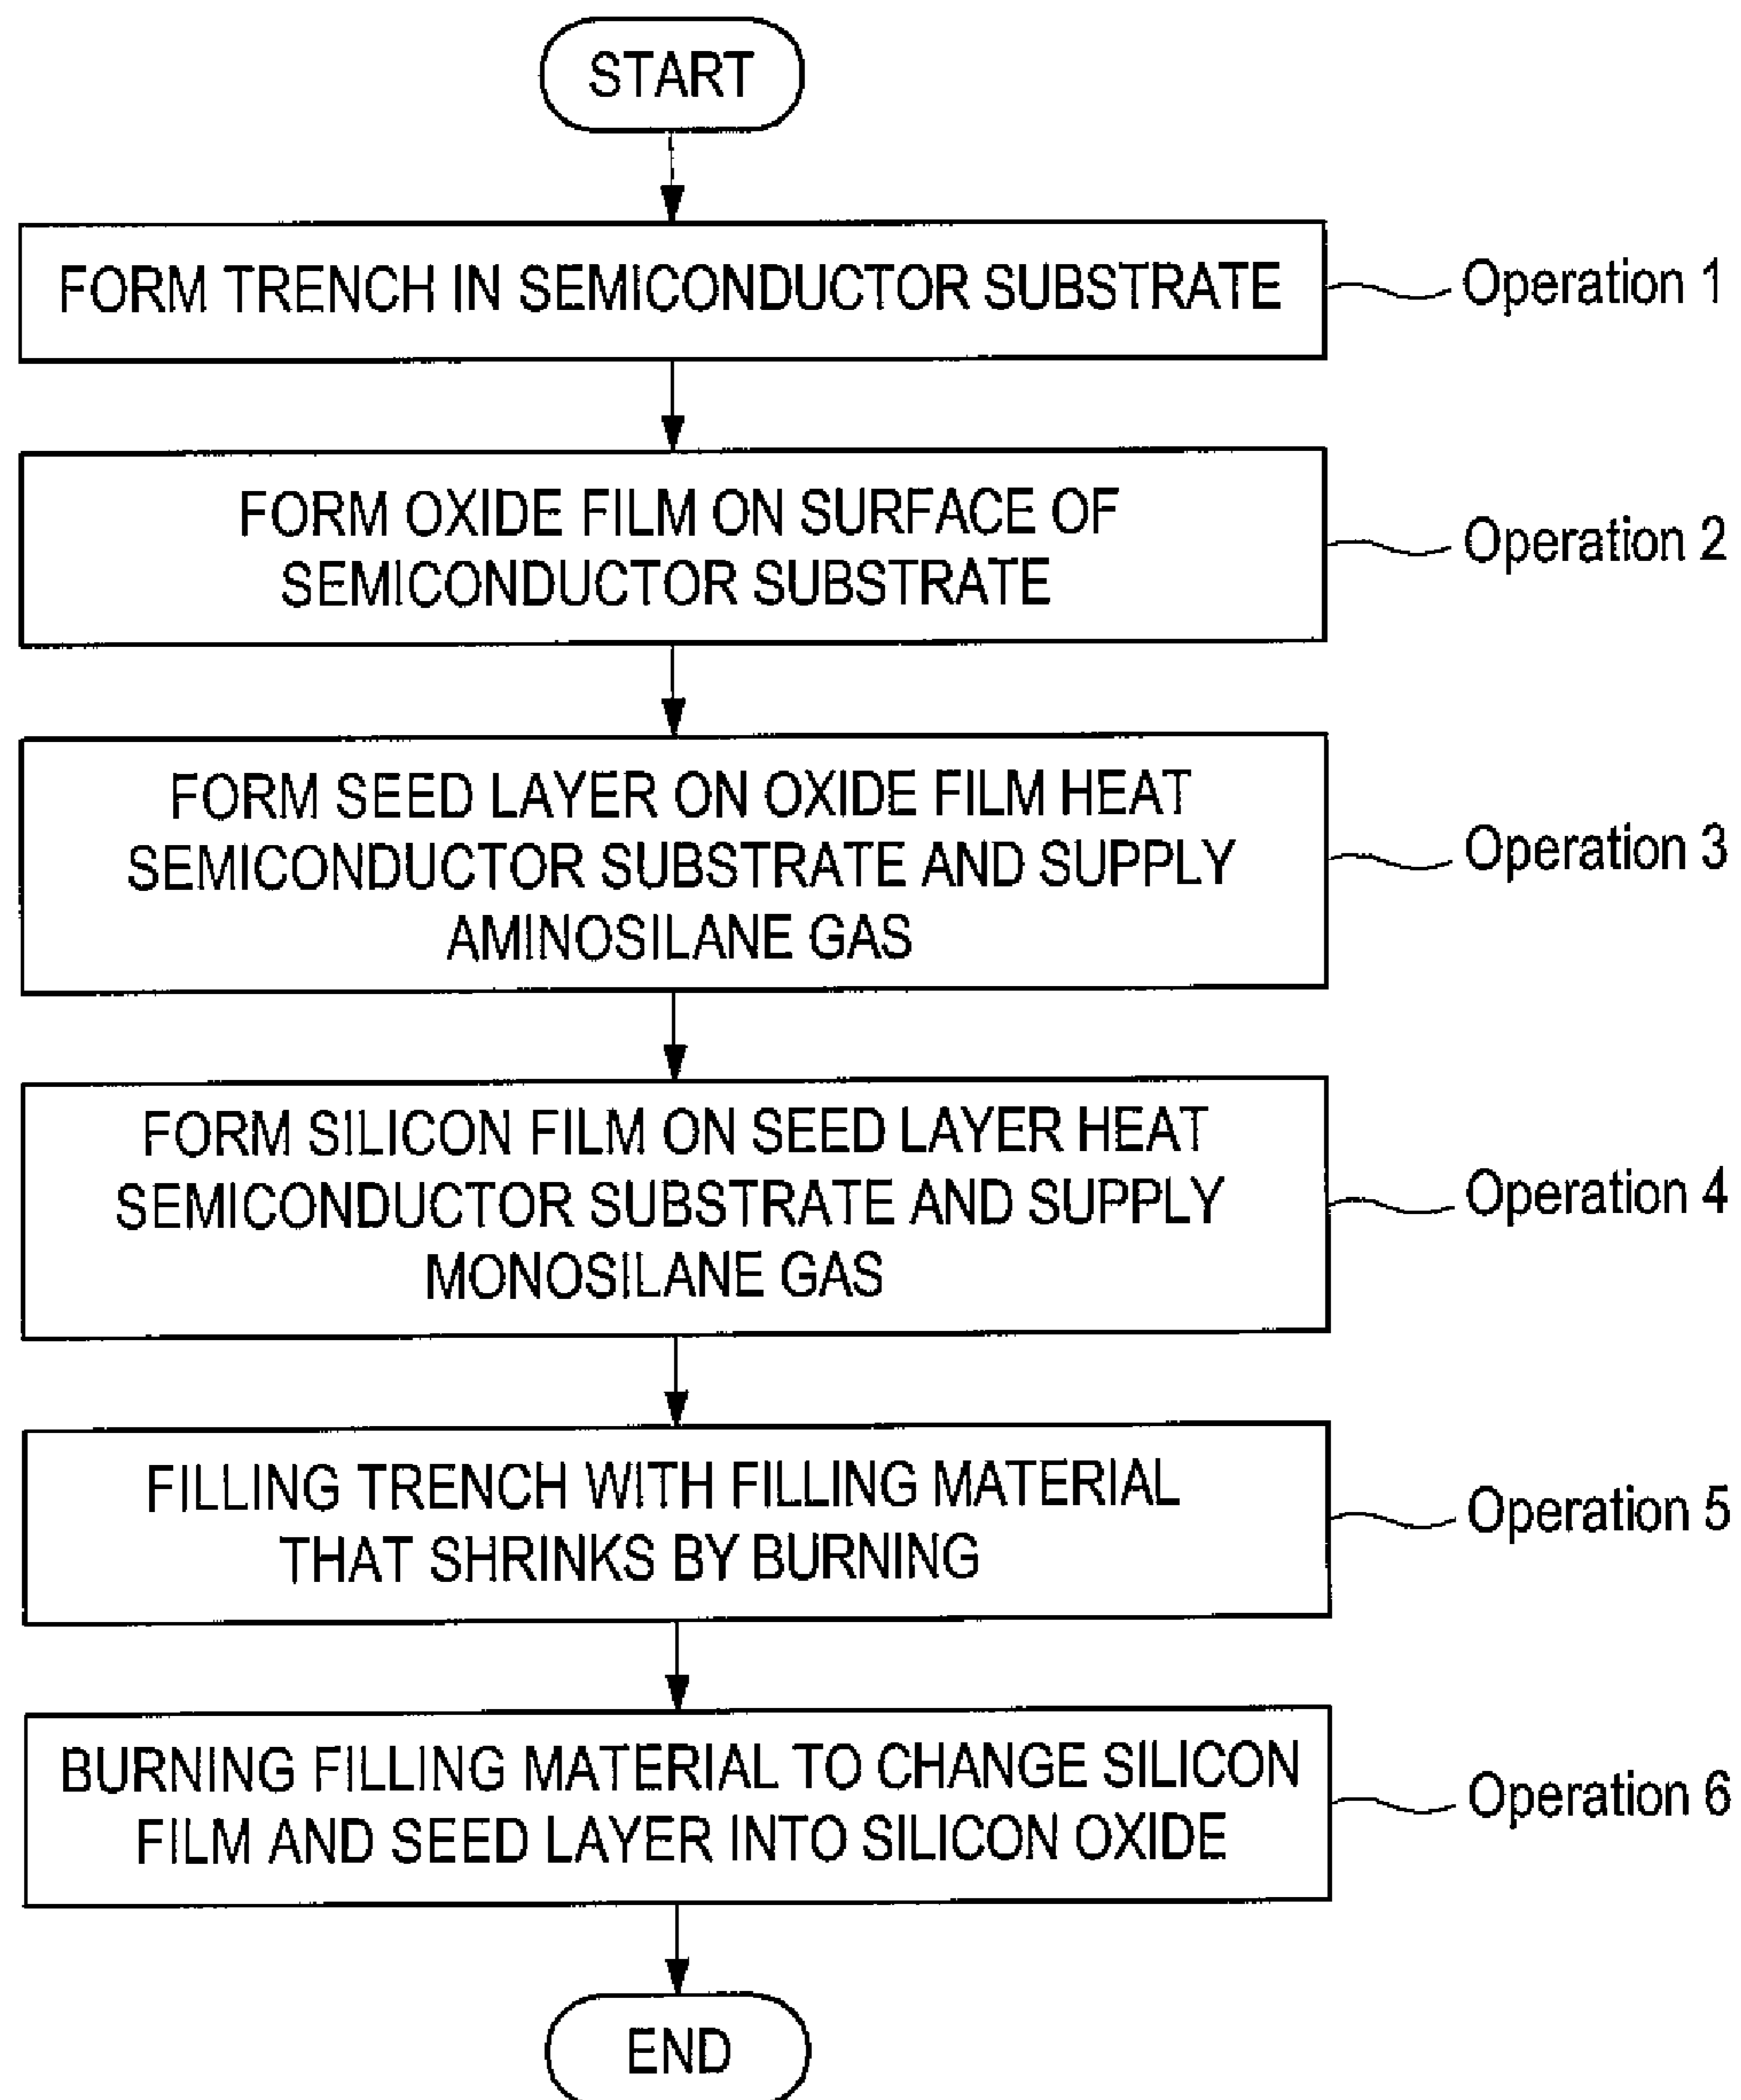 START
FORM TRENCH IN SEMICONDUCTOR SUBSTRATE
Operation 1
FORM OXIDE FILM ON SURFACE OF
SEMICONDUCTOR SUBSTRATE
Operation 2
FORM SEED LAYER ON OXIDE FILM HEAT
SEMICONDUCTOR SUBSTRATE AND SUPPLY
AMINOSILANE GAS
Operation 3
FORM SILICON FILM ON SEED LAYER HEAT
SEMICONDUCTOR SUBSTRATE AND SUPPLY
MONOSILANE GAS
Operation 4
FILLING TRENCH WITH FILLING MATERIAL
THAT SHRINKS BY BURNING
Operation 5
BURNING FILLING MATERIAL TO CHANGE SILICON
FILM AND SEED LAYER INTO SILICON OXIDE
Operation 6
END